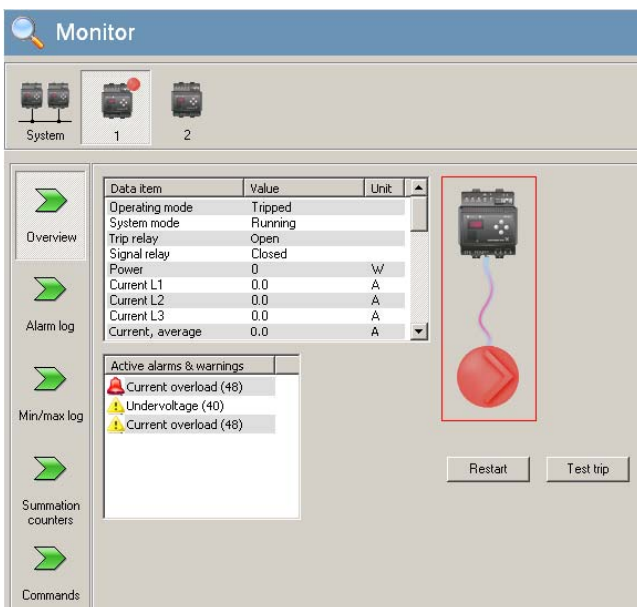 Monitor
System 1 2
Overview
Alarm log
Min/max log
Summation
counters
Commands
Data item Value Unit
Operating mode Tripped
System mode Running
Trip relay Open
Signal relay Closed
Power 0 W
Current L1 0.0 A
Current L2 0.0 A
Current L3 0.0 A
Current, average 0.0 A
Active alarms & warnings
Current overload (48)
Undervoltage (40)
Current overload (48)
Restart Test trip